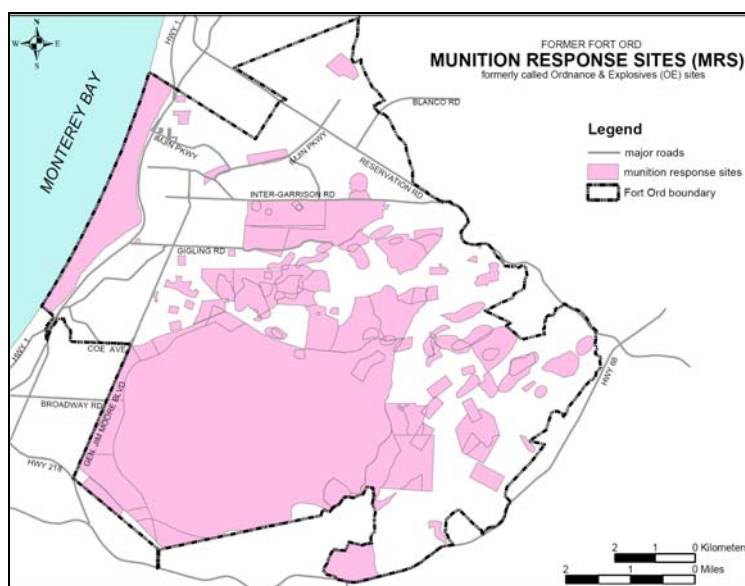 FORMER FORT ORD
MUNITION RESPONSE SITES (MRS)
formerly called Ordnance & Explosives (OE) sites
N
W E
S
HWY 1
MONTEREY BAY
BLANCO RD
IMJIN PKWY
IMJIN PKWY
RESERVATION RD
Legend
major roads
munition response sites
Fort Ord boundary
INTER-GARRISON RD
GIGLING RD
HWY 1
COE AVE
HWY 68
BROADWAY RD
GEN. JIM MOORE BLVD
HWY 218
2 1 0 Kilometers
2 1 0 Miles